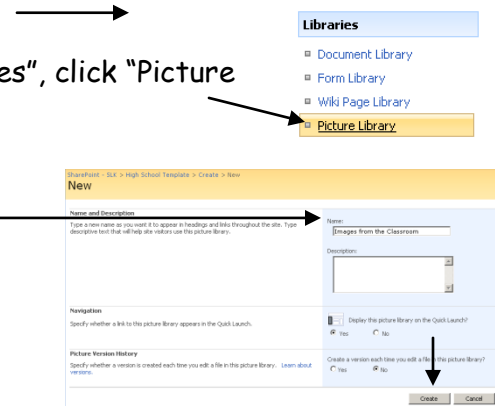 Libraries
Document Library
Form Library
Wiki Page Library
Picture Library
es", click "Picture
SharePoint - SLK > High School Template > Create > New
New
Name and Description
Type a new name as you want it to appear in headings and links throughout the site. Type
descriptive text that will help site visitors use this picture library.
Name:
Images from the Classroom
Description:
Navigation
Specify whether a link to this picture library appears in the Quick Launch.
Display this picture library on the Quick Launch?
Yes No
Picture Version History
Specify whether a version is created each time you edit a file in this picture library. Learn about
versions.
Create a version each time you edit a file in this picture library?
Yes No
Create Cancel